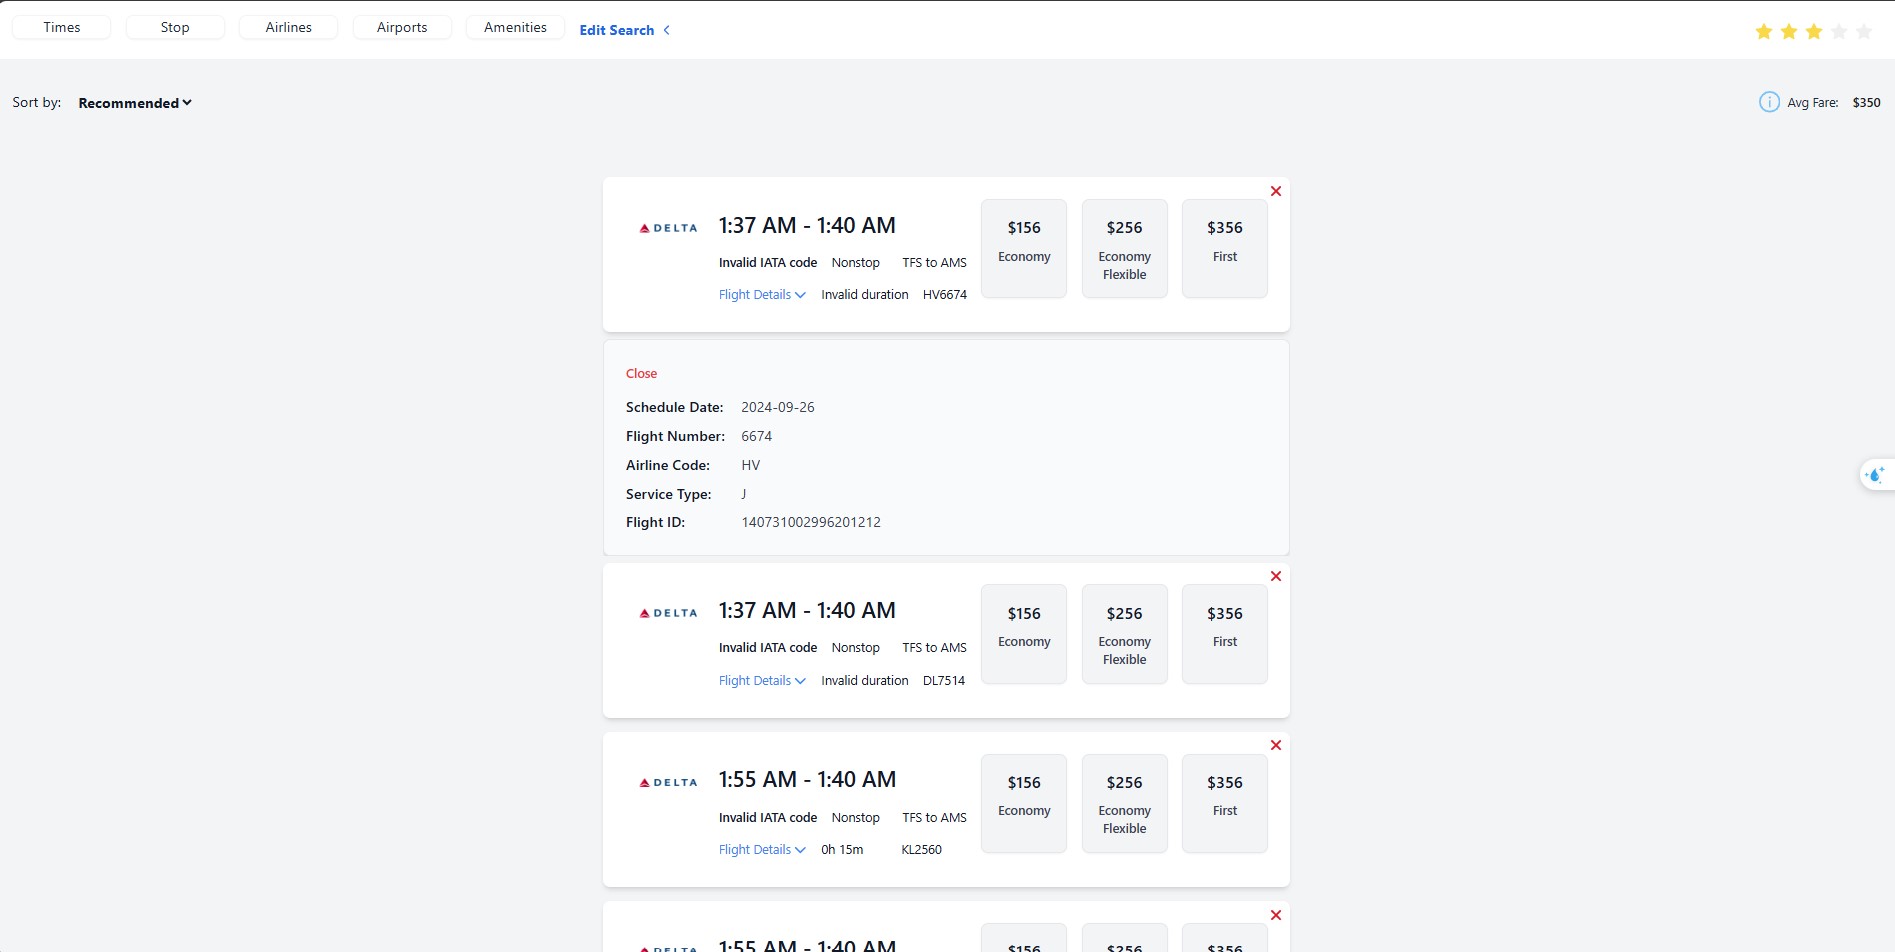 Times Stop Airlines Airports Amenities Edit Search
Sort by: Recommended
Avg Fare: $350
DELTA
1:37 AM - 1:40 AM
Invalid IATA code Nonstop TFS to AMS
Flight Details Invalid duration HV6674
$156
Economy
$256
Economy
Flexible
$356
First
Close
Schedule Date: 2024-09-26
Flight Number: 6674
Airline Code: HV
Service Type: J
Flight ID: 140731002996201212
DELTA
1:37 AM - 1:40 AM
Invalid IATA code Nonstop TFS to AMS
Flight Details Invalid duration DL7514
$156
Economy
$256
Economy
Flexible
$356
First
DELTA
1:55 AM - 1:40 AM
Invalid IATA code Nonstop TFS to AMS
Flight Details 0h 15m KL2560
$156
Economy
$256
Economy
Flexible
$356
First
DELTA
1:55 AM - 1:40 AM
$156
$256
$356